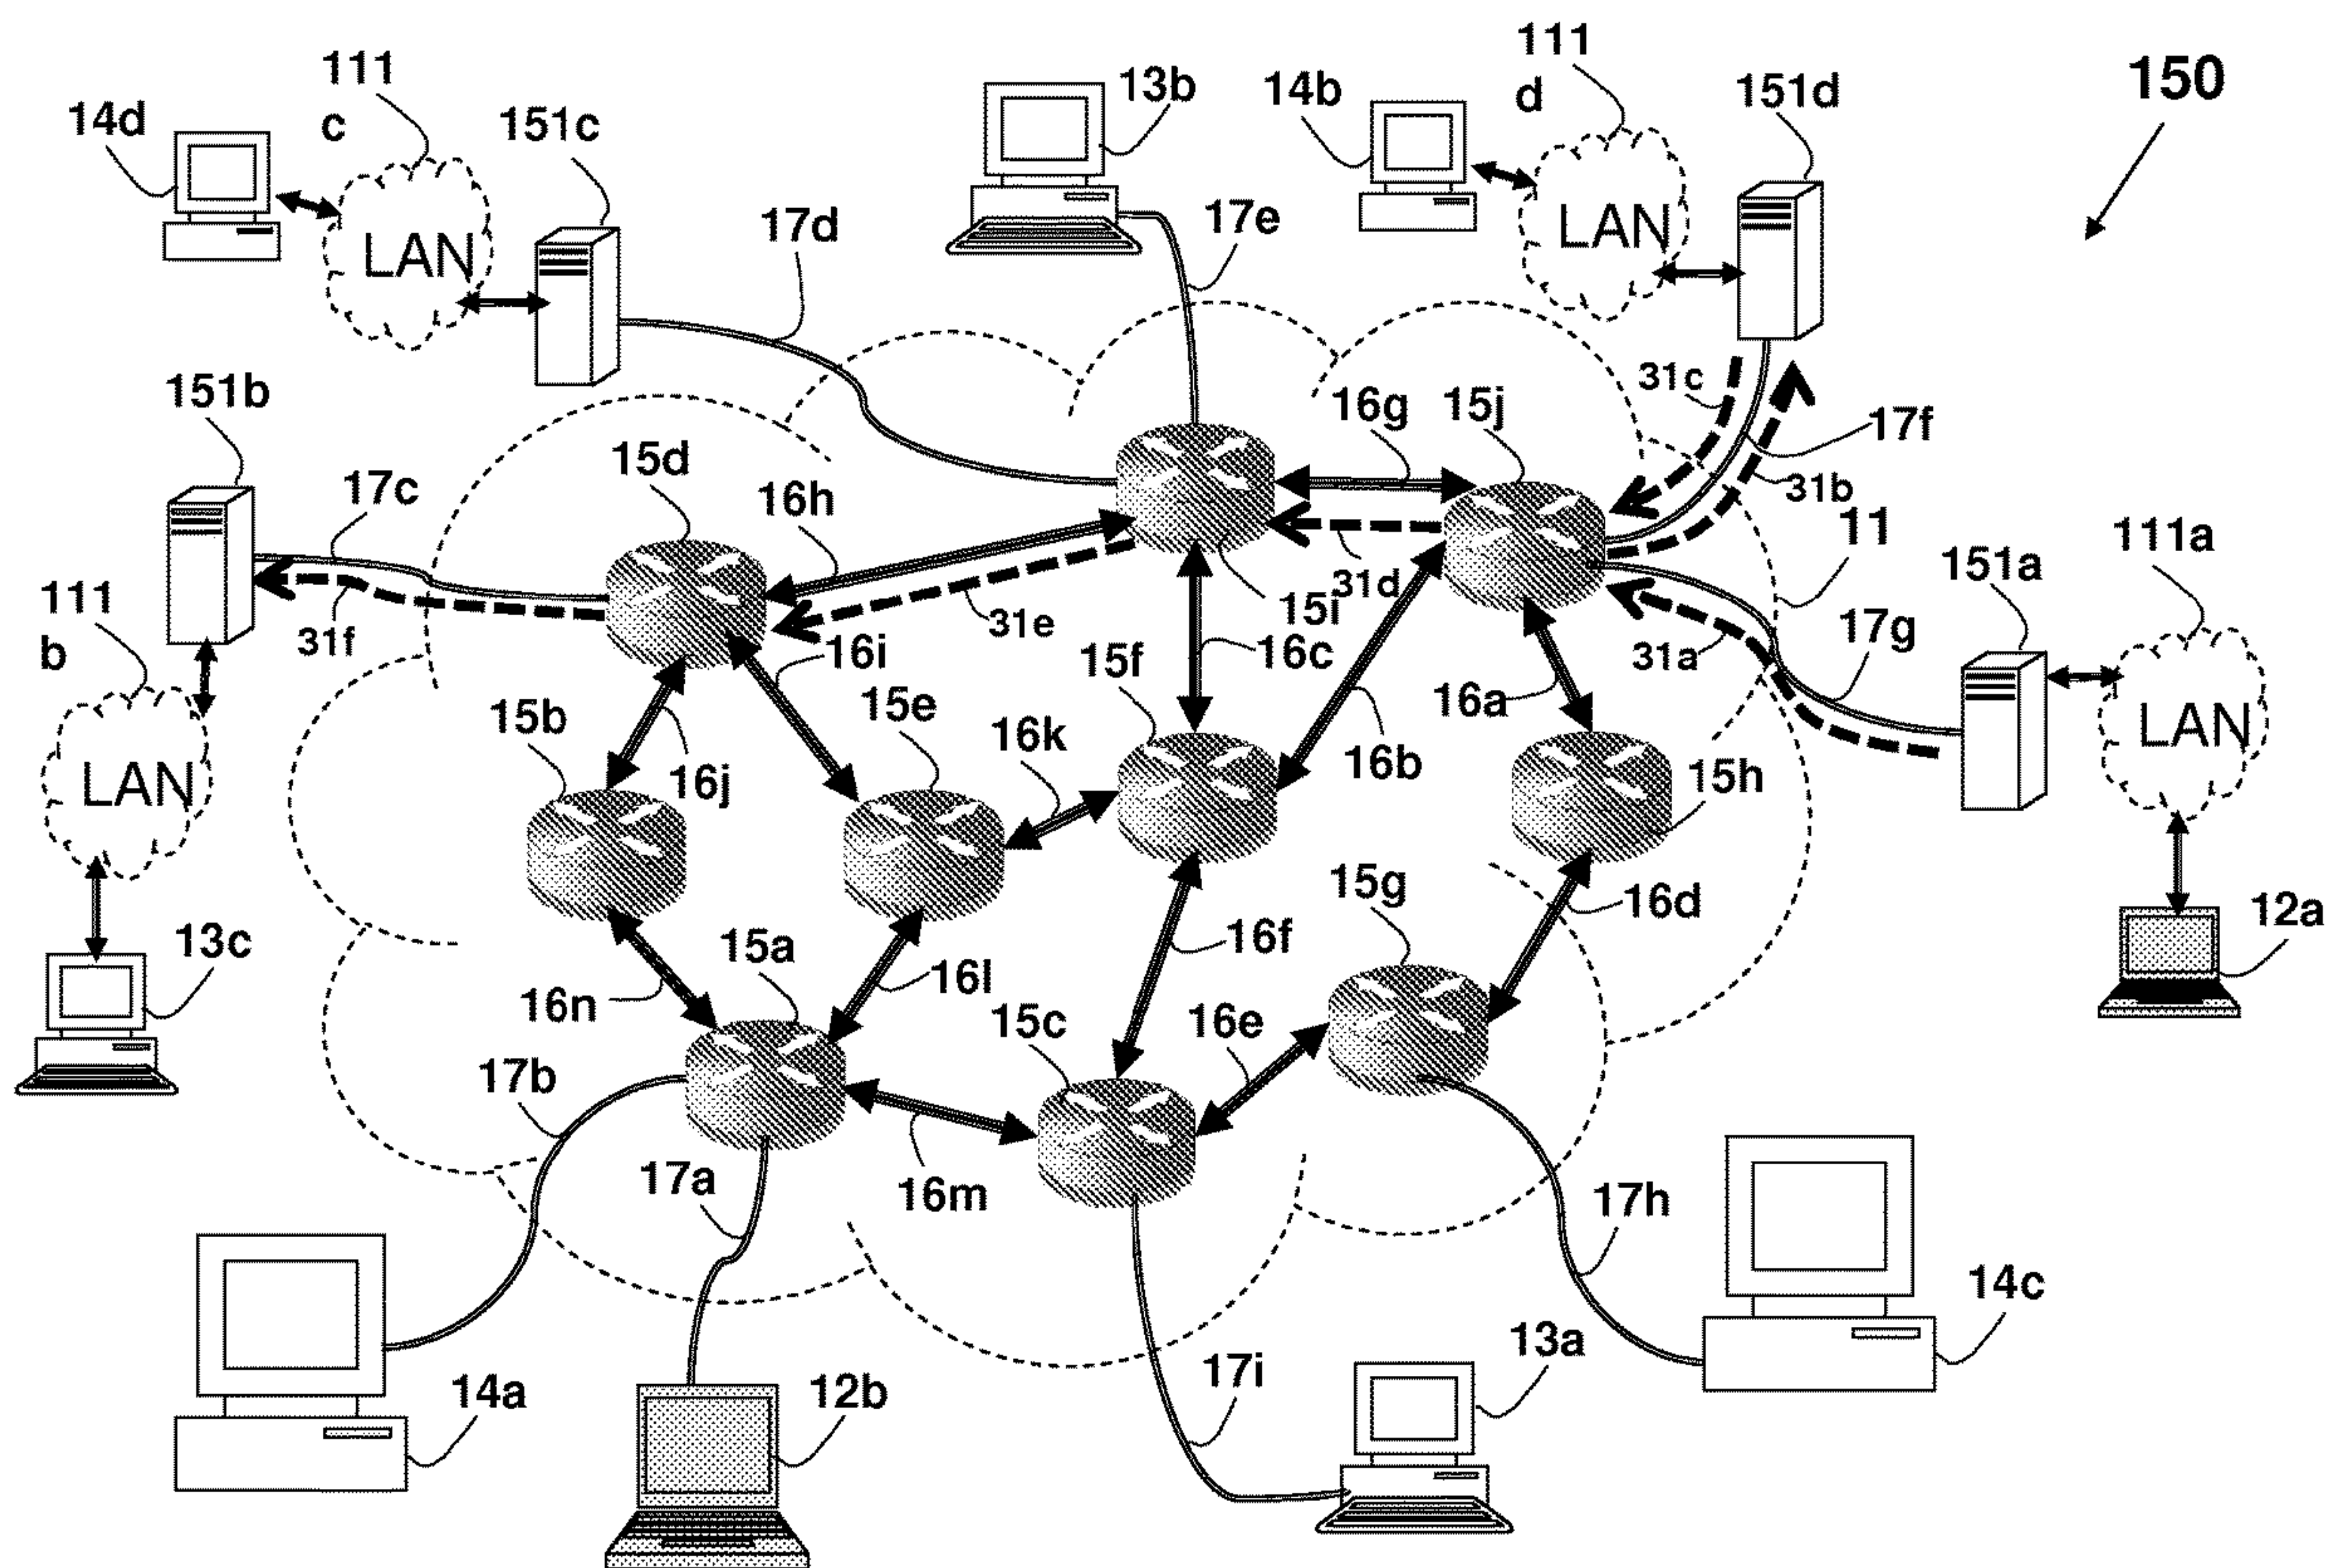 111
c
13b
14b
111
d
151d
150
14d
151c
LAN
17d
17e
LAN
151b
31c
17f
16g
15j
15d
17c
16h
31b
11
111a
151a
111
b
31f
31e
15i
31d
16i
16c
31a
17g
15f
16a
15b
15e
16k
16j
16b
15h
LAN
LAN
15g
16d
13c
15a
16f
12a
16n
16l
15c
16e
17b
17a
16m
17h
14c
13a
14a
12b
17i